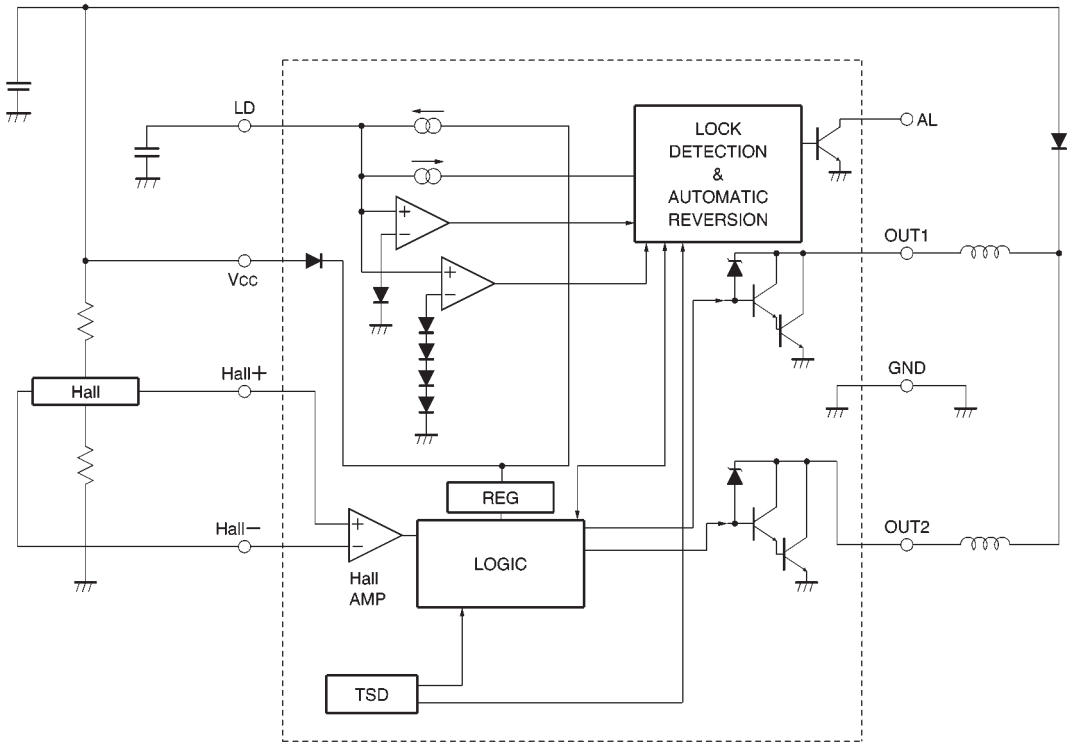 LD
LOCK
DETECTION
&
AUTOMATIC
REVERSION
AL
OUT1
Vcc
Hall+
Hall
GND
REG
Hall−
LOGIC
OUT2
Hall
AMP
TSD
+
−
+
−
+
−